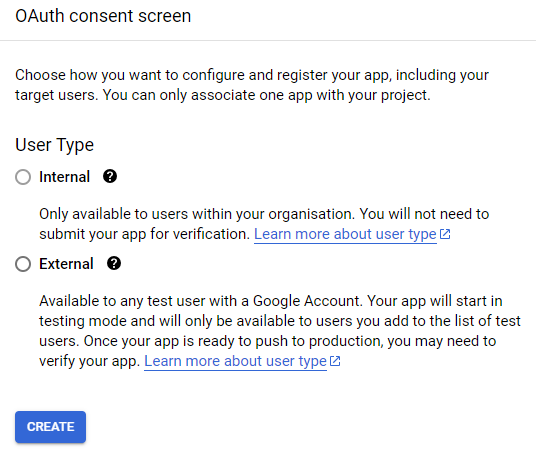 OAuth consent screen
Choose how you want to configure and register your app, including your
target users. You can only associate one app with your project.
User Type
Internal
Only available to users within your organisation. You will not need to
submit your app for verification. Learn more about user type
External
Available to any test user with a Google Account. Your app will start in
testing mode and will only be available to users you add to the list of test
users. Once your app is ready to push to production, you may need to
verify your app. Learn more about user type
CREATE